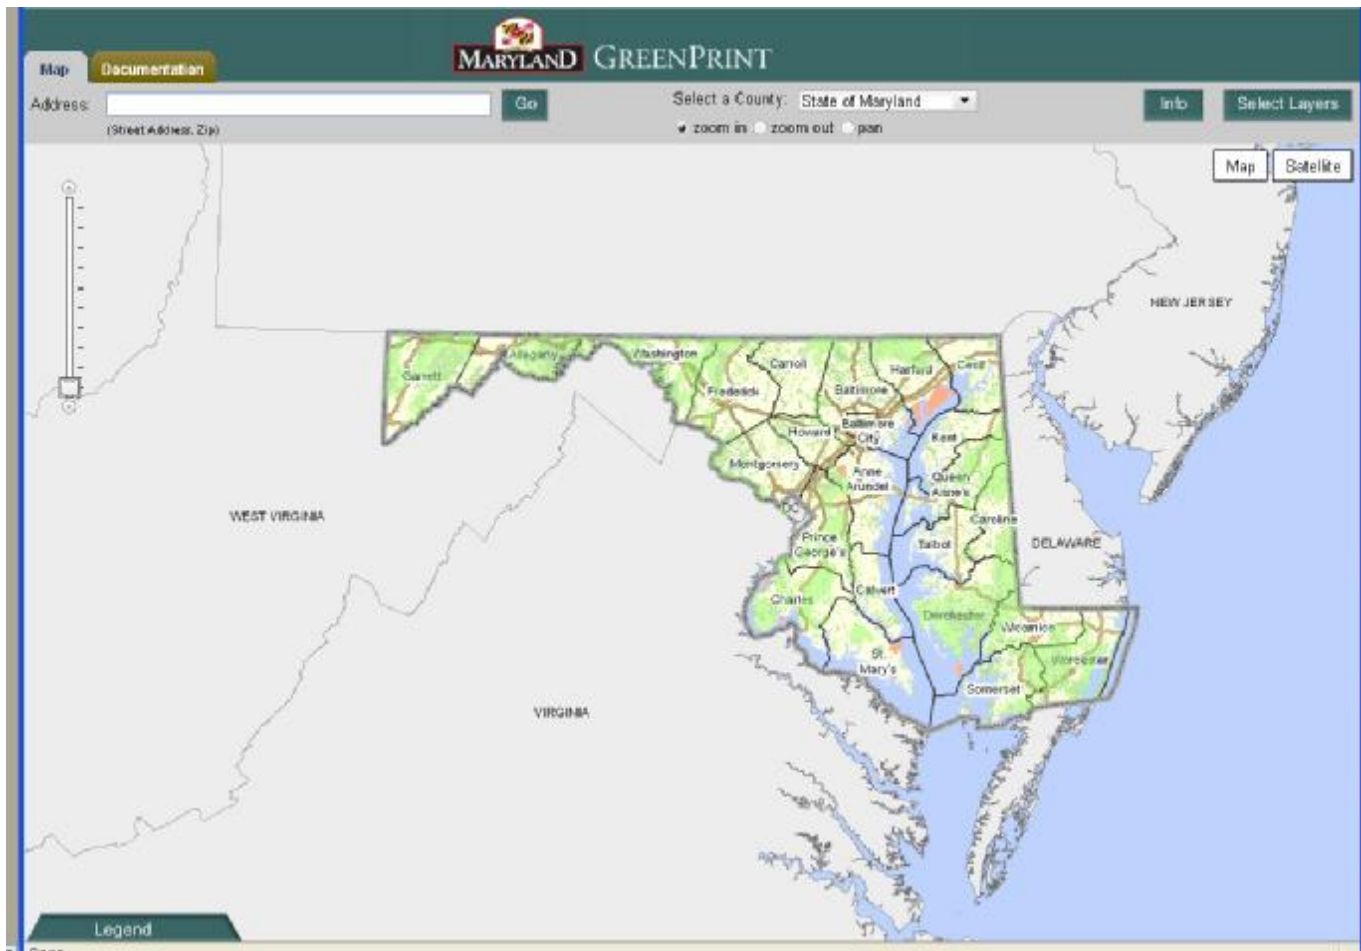 MARYLAND GREENPRINT
Map
Documentation
Address:
Go
Select a County: State of Maryland
Info
Select Layers
(Street Address, Zip)
zoom in zoom out pan
Map
Satellite
NEW JERSEY
Garrett
Allegany
Washington
Frederick
Carroll
Baltimore
Harford
Cecil
Howard
Baltimore
City
Kent
Montgomery
Anne
Arundel
Queen
Anne's
DC
Caroline
WEST VIRGINIA
Prince
George's
Talbot
DELAWARE
Charles
Calvert
Dorchester
Wicomico
St.
Mary's
Worcester
Somerset
VIRGINIA
Legend